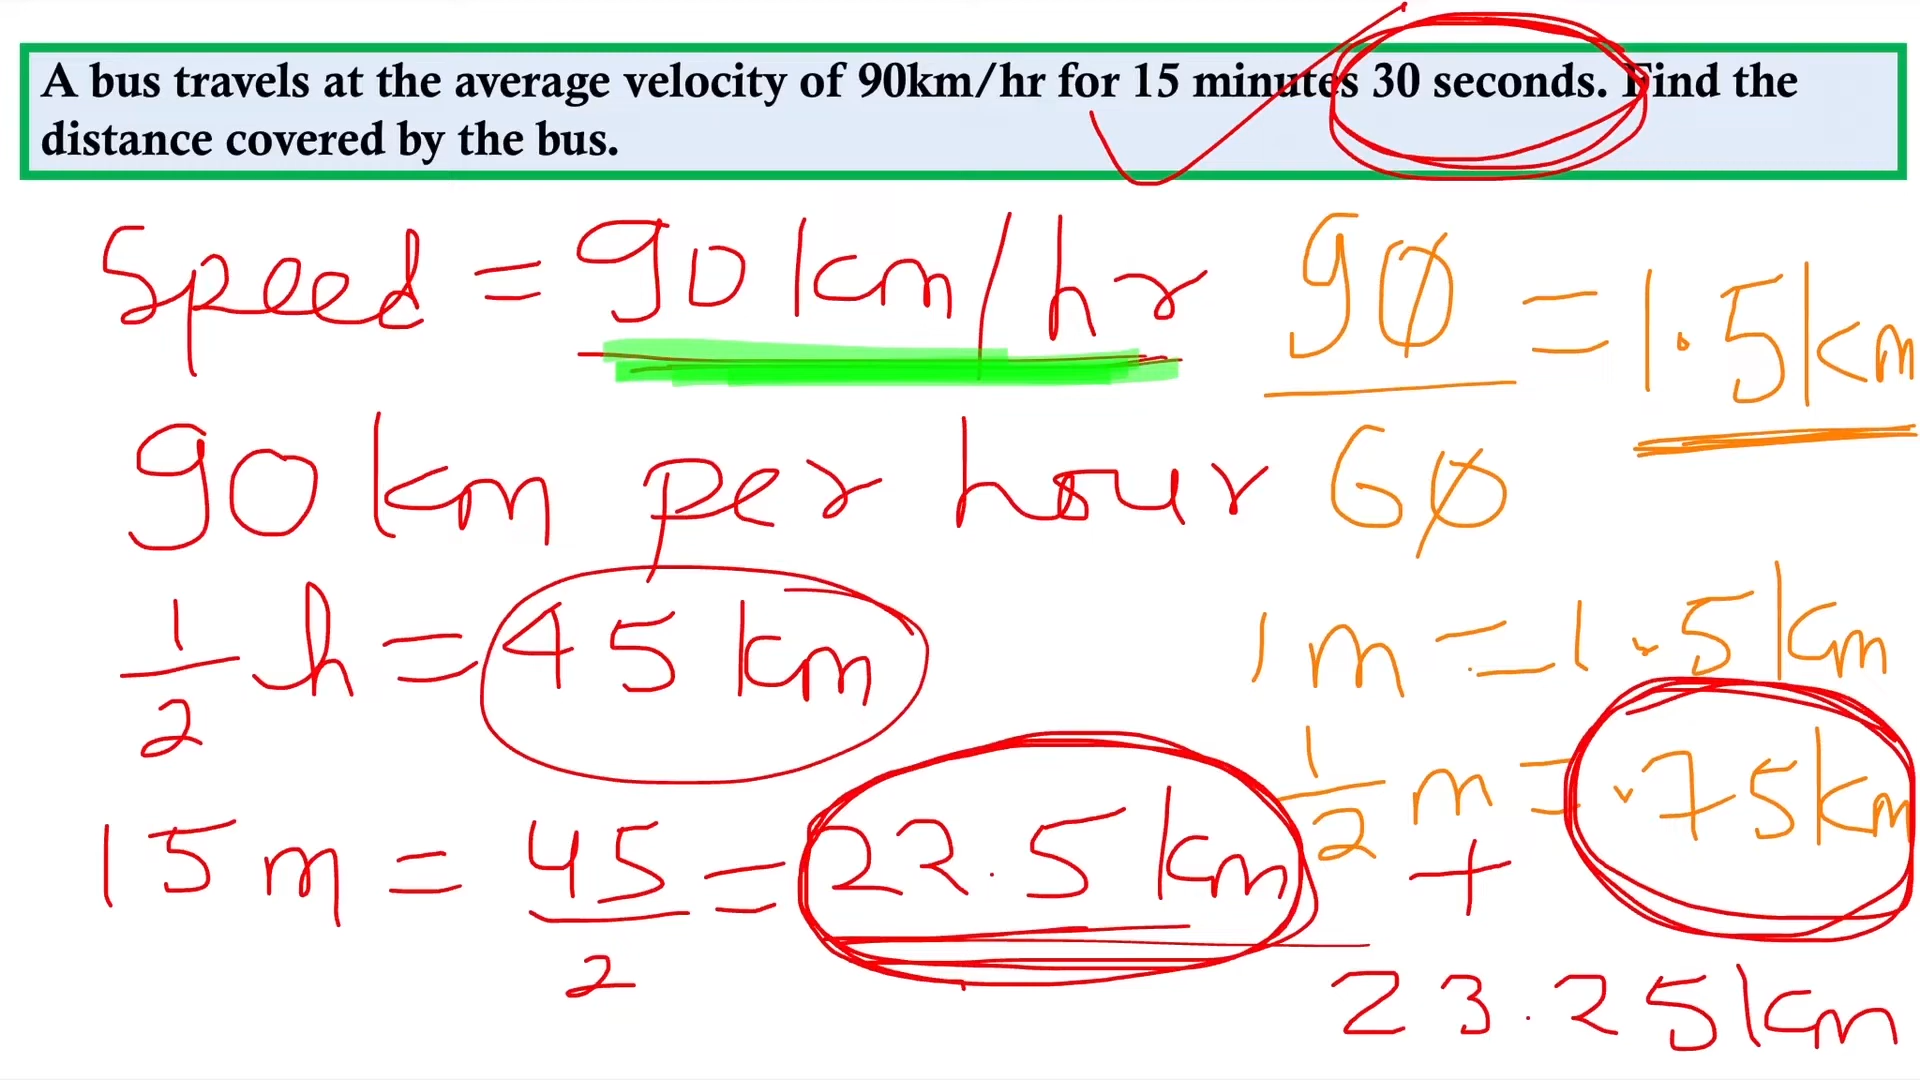 A bus travels at the average velocity of 90km/hr for 15 minutes 30 seconds. Find the
distance covered by the bus.
Speed = 90 km/hr
90 / 60 = 1.5 km
90 km per hour
1/2 h = 45 km
1 m = 1.5 km
1/2 m = .75 km
15 m = 45/2 = 22.5 km
+
23.25 km